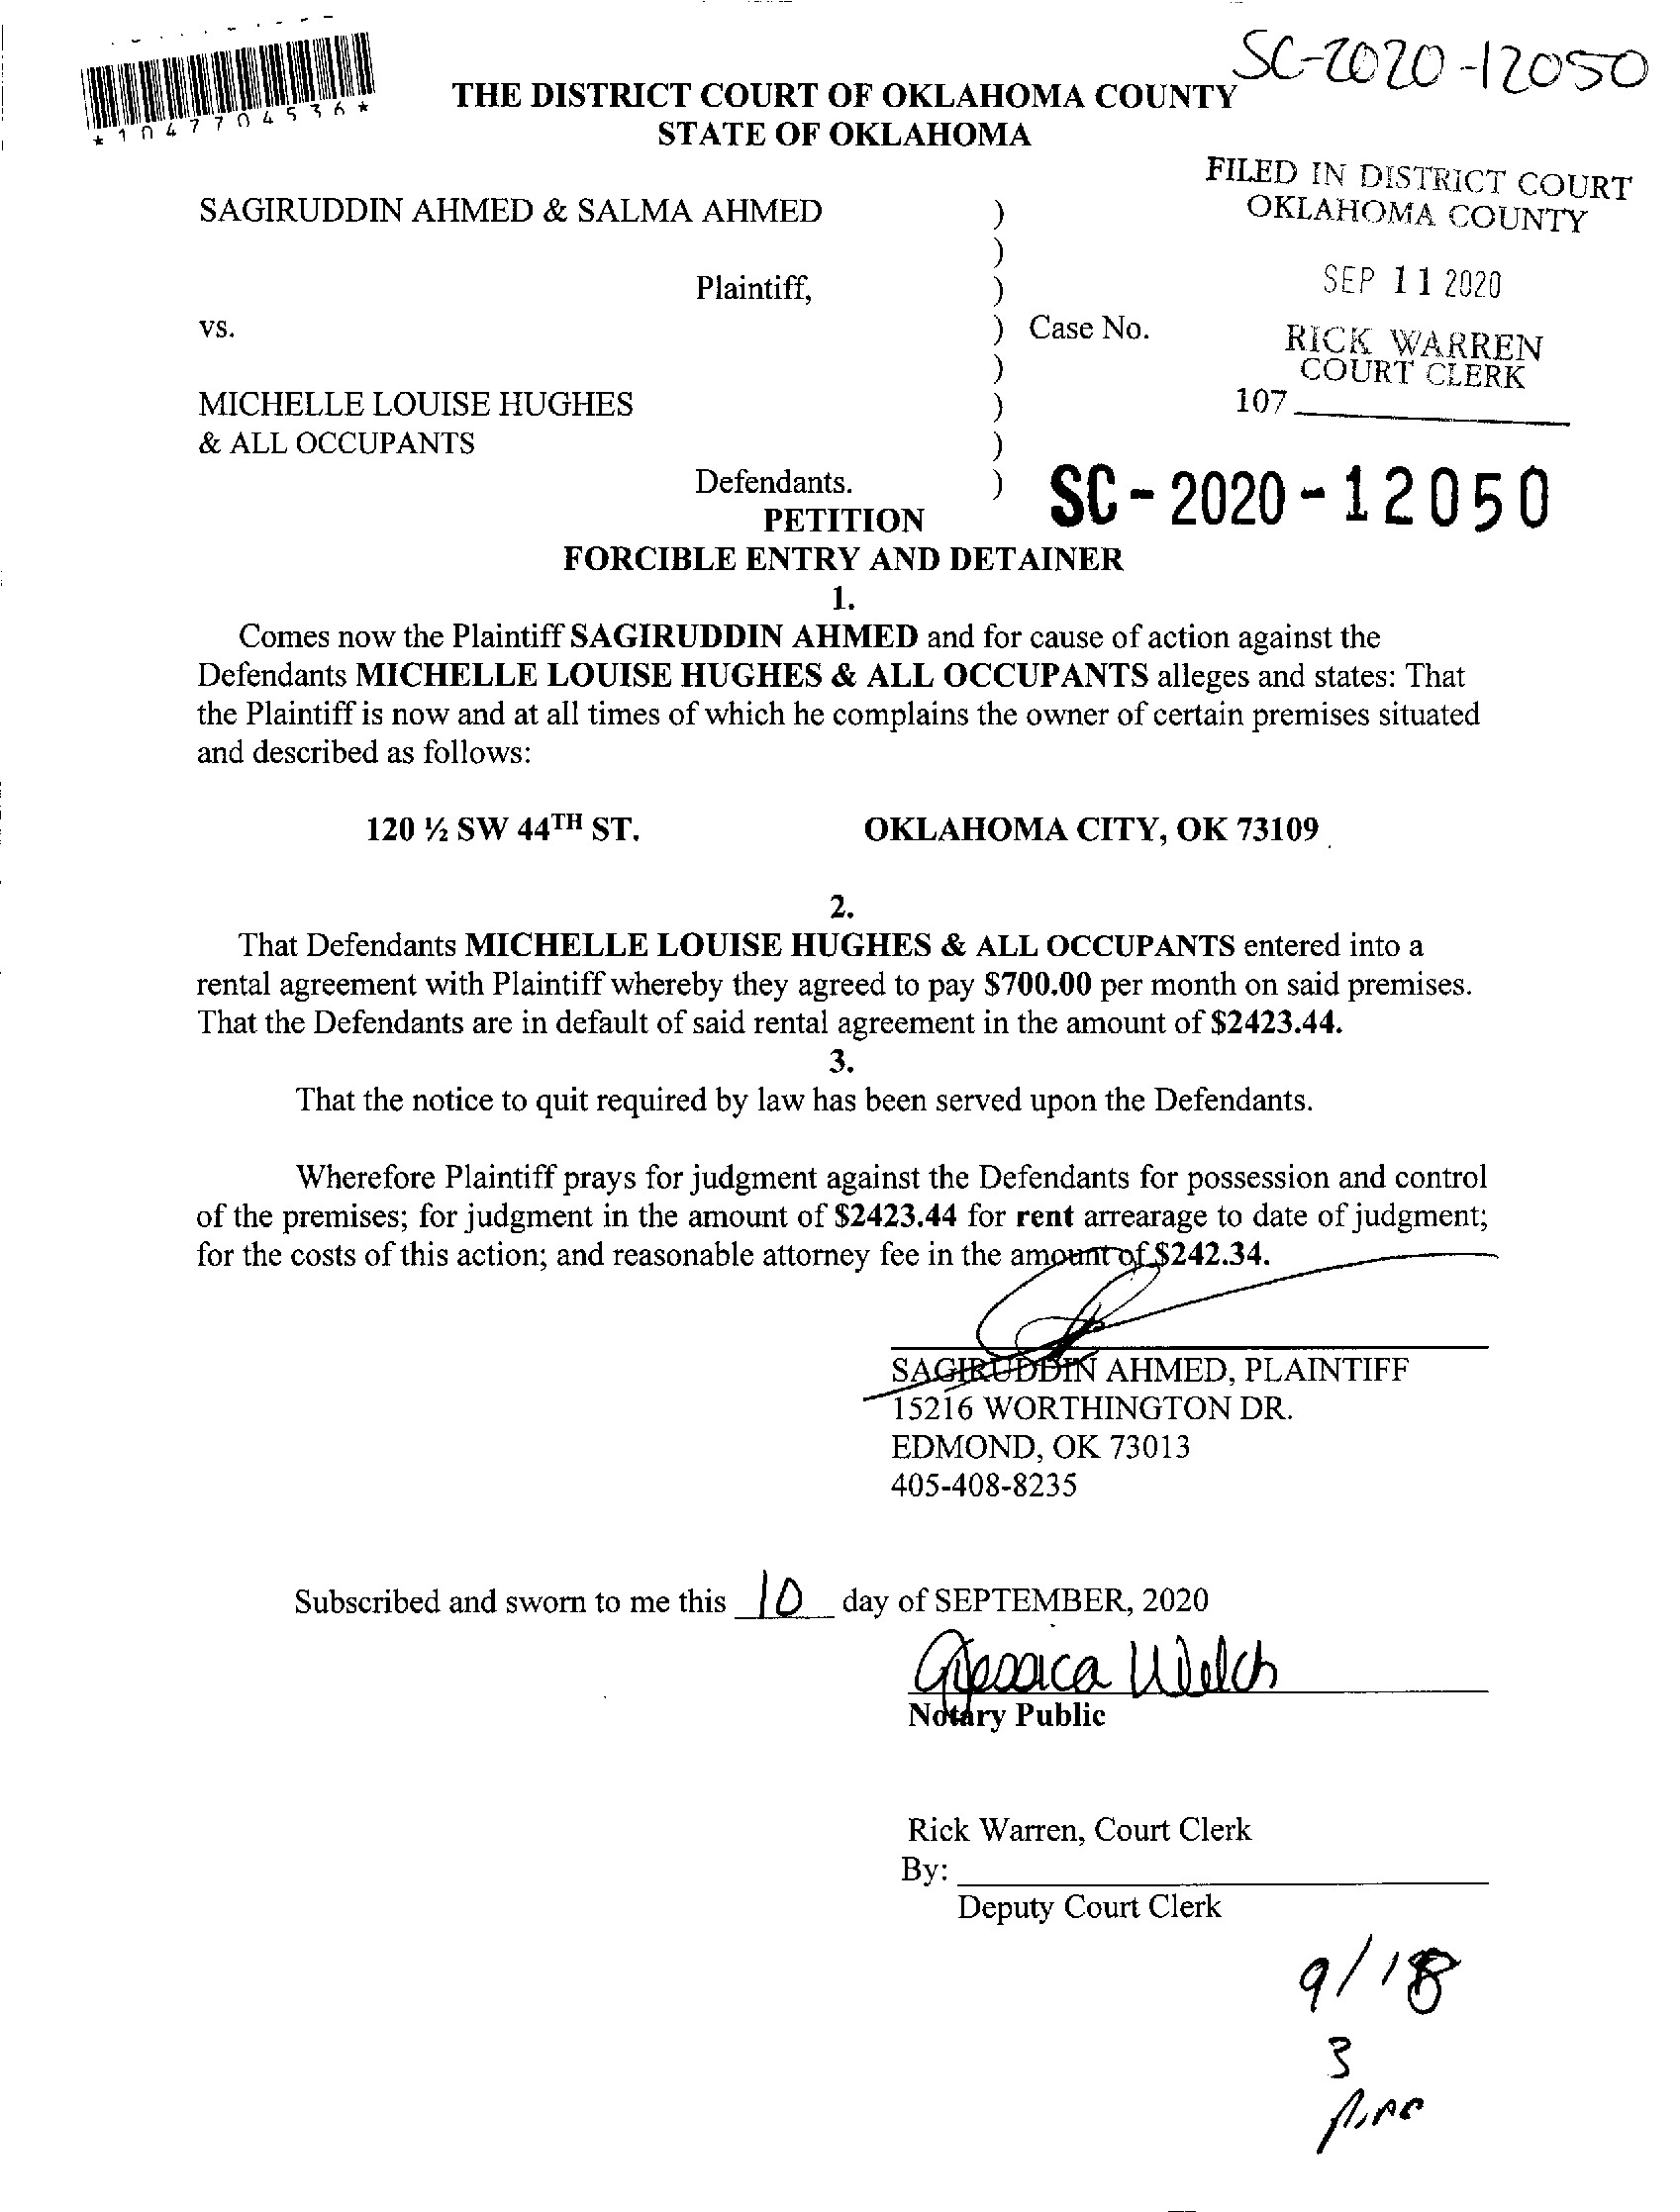 SC-2020-12050
*1047704536*
THE DISTRICT COURT OF OKLAHOMA COUNTY
STATE OF OKLAHOMA
FILED IN DISTRICT COURT
OKLAHOMA COUNTY
SEP 11 2020
RICK WARREN
COURT CLERK
107
SAGIRUDDIN AHMED & SALMA AHMED )
)
Plaintiff, )
vs. ) Case No.
)
MICHELLE LOUISE HUGHES )
& ALL OCCUPANTS )
Defendants. )
SC-2020-12050
PETITION
FORCIBLE ENTRY AND DETAINER
1.
Comes now the Plaintiff SAGIRUDDIN AHMED and for cause of action against the
Defendants MICHELLE LOUISE HUGHES & ALL OCCUPANTS alleges and states: That
the Plaintiff is now and at all times of which he complains the owner of certain premises situated
and described as follows:
120 ½ SW 44TH ST. OKLAHOMA CITY, OK 73109
2.
That Defendants MICHELLE LOUISE HUGHES & ALL OCCUPANTS entered into a
rental agreement with Plaintiff whereby they agreed to pay $700.00 per month on said premises.
That the Defendants are in default of said rental agreement in the amount of $2423.44.
3.
That the notice to quit required by law has been served upon the Defendants.
Wherefore Plaintiff prays for judgment against the Defendants for possession and control
of the premises; for judgment in the amount of $2423.44 for rent arrearage to date of judgment;
for the costs of this action; and reasonable attorney fee in the amount of $242.34.
SAGIRUDDIN AHMED, PLAINTIFF
15216 WORTHINGTON DR.
EDMOND, OK 73013
405-408-8235
Subscribed and sworn to me this 10 day of SEPTEMBER, 2020
Jessica Welch
Notary Public
Rick Warren, Court Clerk
By:
Deputy Court Clerk
9/18
3